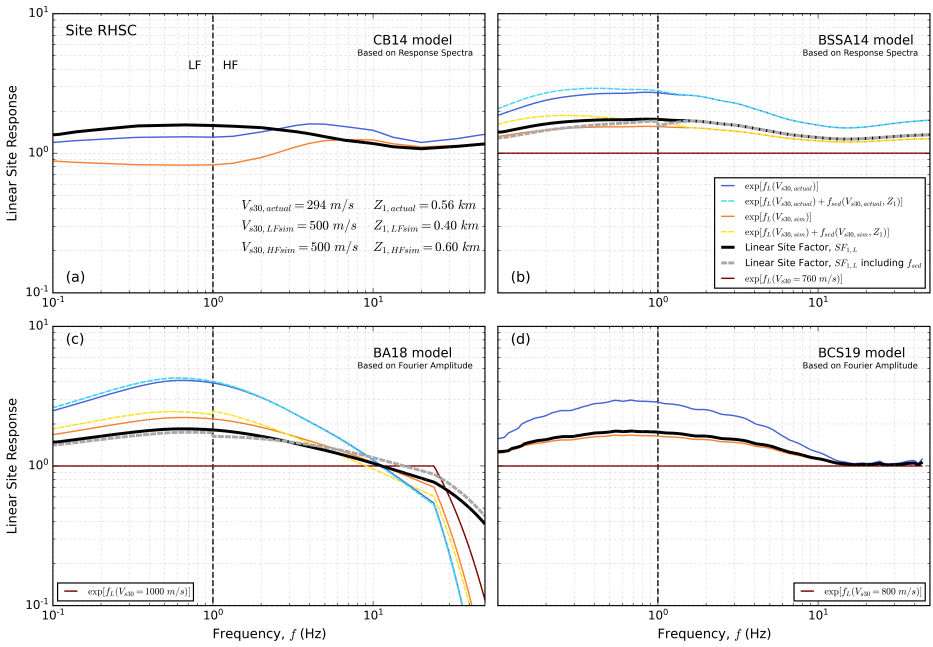 Site RHSC
CB14 model
Based on Response Spectra
LF HF
V_{s30,actual} = 294 m/s Z_{1,actual} = 0.56 km
V_{s30,LFsim} = 500 m/s Z_{1,LFsim} = 0.40 km
V_{s30,HFsim} = 500 m/s Z_{1,HFsim} = 0.60 km
(a)
Linear Site Response
10^1
10^0
10^-1
10^-1 10^0 10^1
BSSA14 model
Based on Response Spectra
exp[f_L(V_{s30,actual})]
exp[f_L(V_{s30,actual}) + f_{sed}(V_{s30,actual}, Z_1)]
exp[f_L(V_{s30,sim})]
exp[f_L(V_{s30,sim}) + f_{sed}(V_{s30,sim}, Z_1)]
Linear Site Factor, SF_{1,L}
Linear Site Factor, SF_{1,L} including f_{sed}
exp[f_L(V_{s30} = 760 m/s)]
(b)
10^0 10^1
(c)
BA18 model
Based on Fourier Amplitude
exp[f_L(V_{s30} = 1000 m/s)]
Linear Site Response
10^1
10^0
10^-1
10^-1 10^0 10^1
Frequency, f (Hz)
(d)
BCS19 model
Based on Fourier Amplitude
exp[f_L(V_{s30} = 800 m/s)]
10^0 10^1
Frequency, f (Hz)